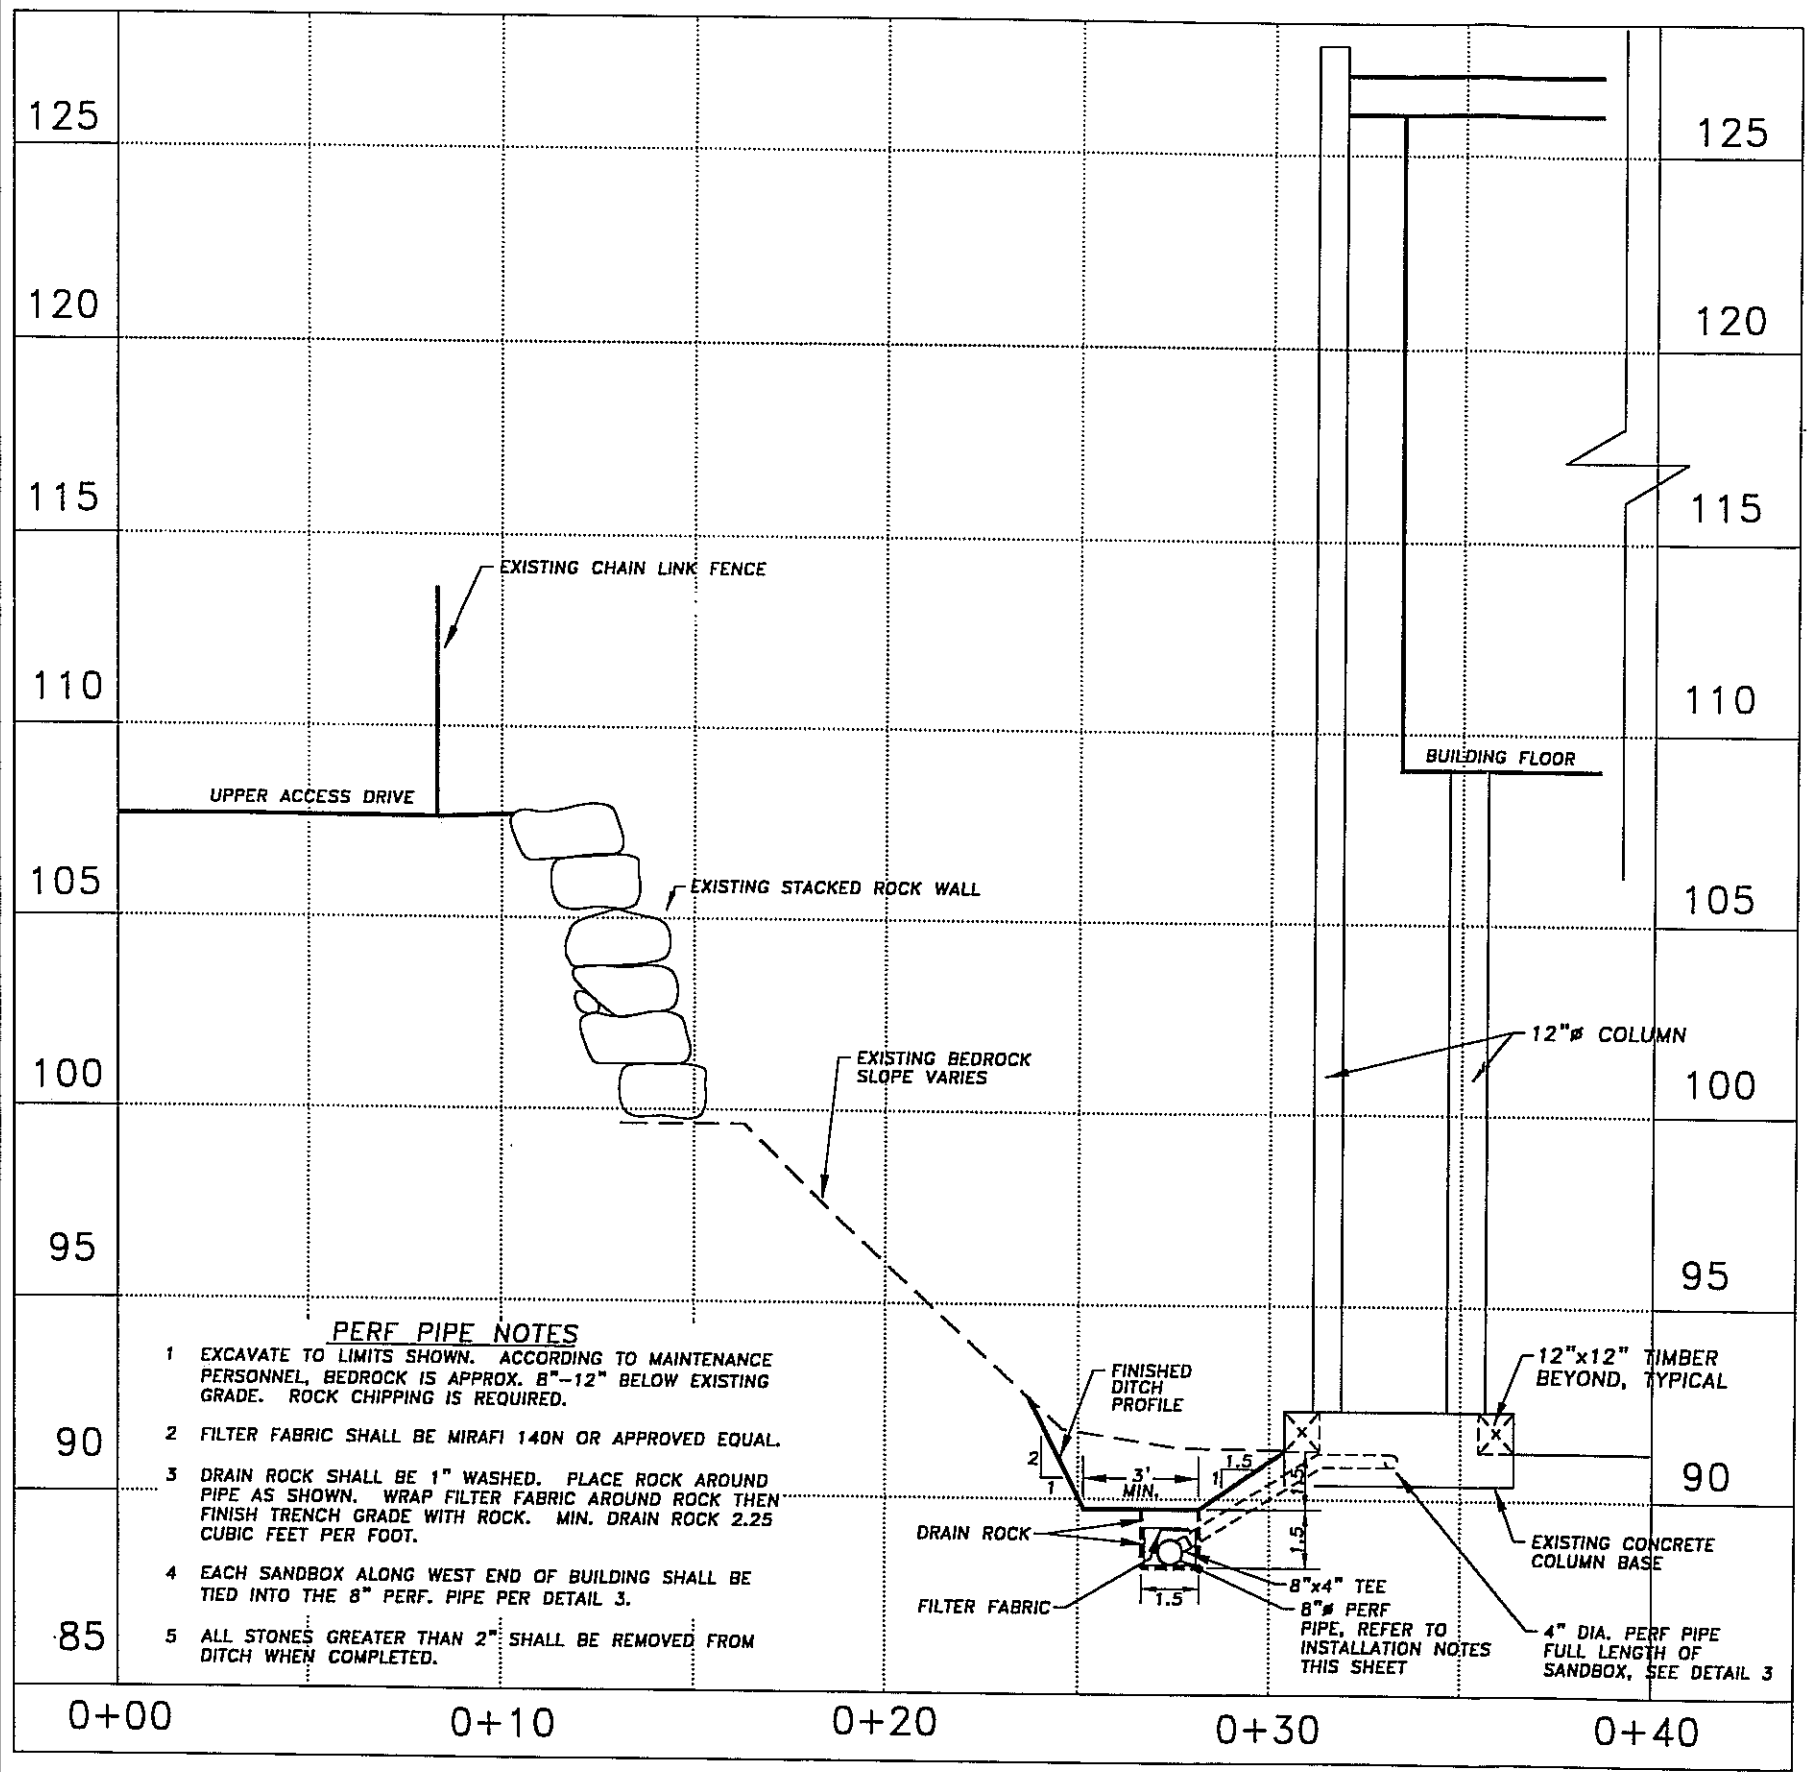 125
125
120
120
115
115
EXISTING CHAIN LINK FENCE
110
110
BUILDING FLOOR
UPPER ACCESS DRIVE
105
EXISTING STACKED ROCK WALL
105
12"ø COLUMN
EXISTING BEDROCK
SLOPE VARIES
100
100
95
95
PERF PIPE NOTES
1 EXCAVATE TO LIMITS SHOWN. ACCORDING TO MAINTENANCE
PERSONNEL, BEDROCK IS APPROX. 8"-12" BELOW EXISTING
GRADE. ROCK CHIPPING IS REQUIRED.
2 FILTER FABRIC SHALL BE MIRAFI 140N OR APPROVED EQUAL.
3 DRAIN ROCK SHALL BE 1" WASHED. PLACE ROCK AROUND
PIPE AS SHOWN. WRAP FILTER FABRIC AROUND ROCK THEN
FINISH TRENCH GRADE WITH ROCK. MIN. DRAIN ROCK 2.25
CUBIC FEET PER FOOT.
4 EACH SANDBOX ALONG WEST END OF BUILDING SHALL BE
TIED INTO THE 8" PERF. PIPE PER DETAIL 3.
5 ALL STONES GREATER THAN 2" SHALL BE REMOVED FROM
DITCH WHEN COMPLETED.
FINISHED
DITCH
PROFILE
12"x12" TIMBER
BEYOND, TYPICAL
90
90
2
1
3'
MIN.
1.5
1
1.5
1.5
1.5
DRAIN ROCK
FILTER FABRIC
EXISTING CONCRETE
COLUMN BASE
8"x4" TEE
8"ø PERF
PIPE, REFER TO
INSTALLATION NOTES
THIS SHEET
4" DIA. PERF PIPE
FULL LENGTH OF
SANDBOX, SEE DETAIL 3
85
0+00
0+10
0+20
0+30
0+40